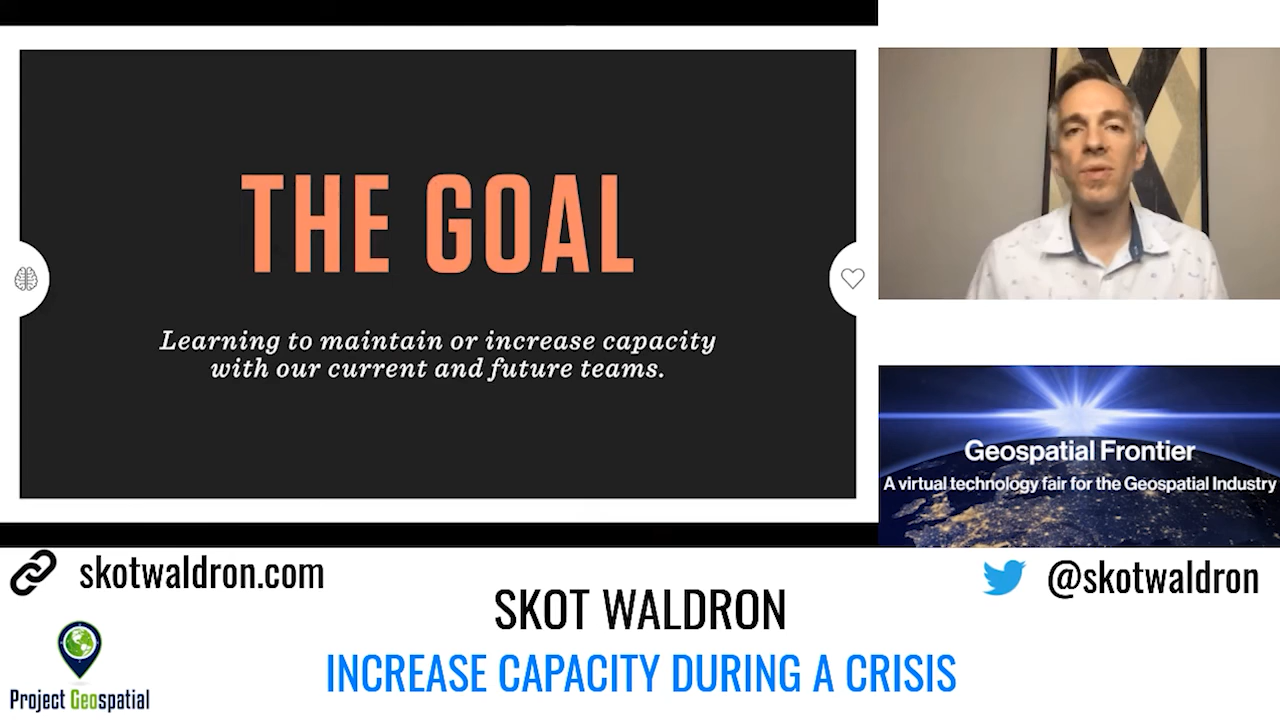 THE GOAL
Learning to maintain or increase capacity
with our current and future teams.
Geospatial Frontier
A virtual technology fair for the Geospatial Industry
skotwaldron.com
@skotwaldron
SKOT WALDRON
INCREASE CAPACITY DURING A CRISIS
Project Geospatial